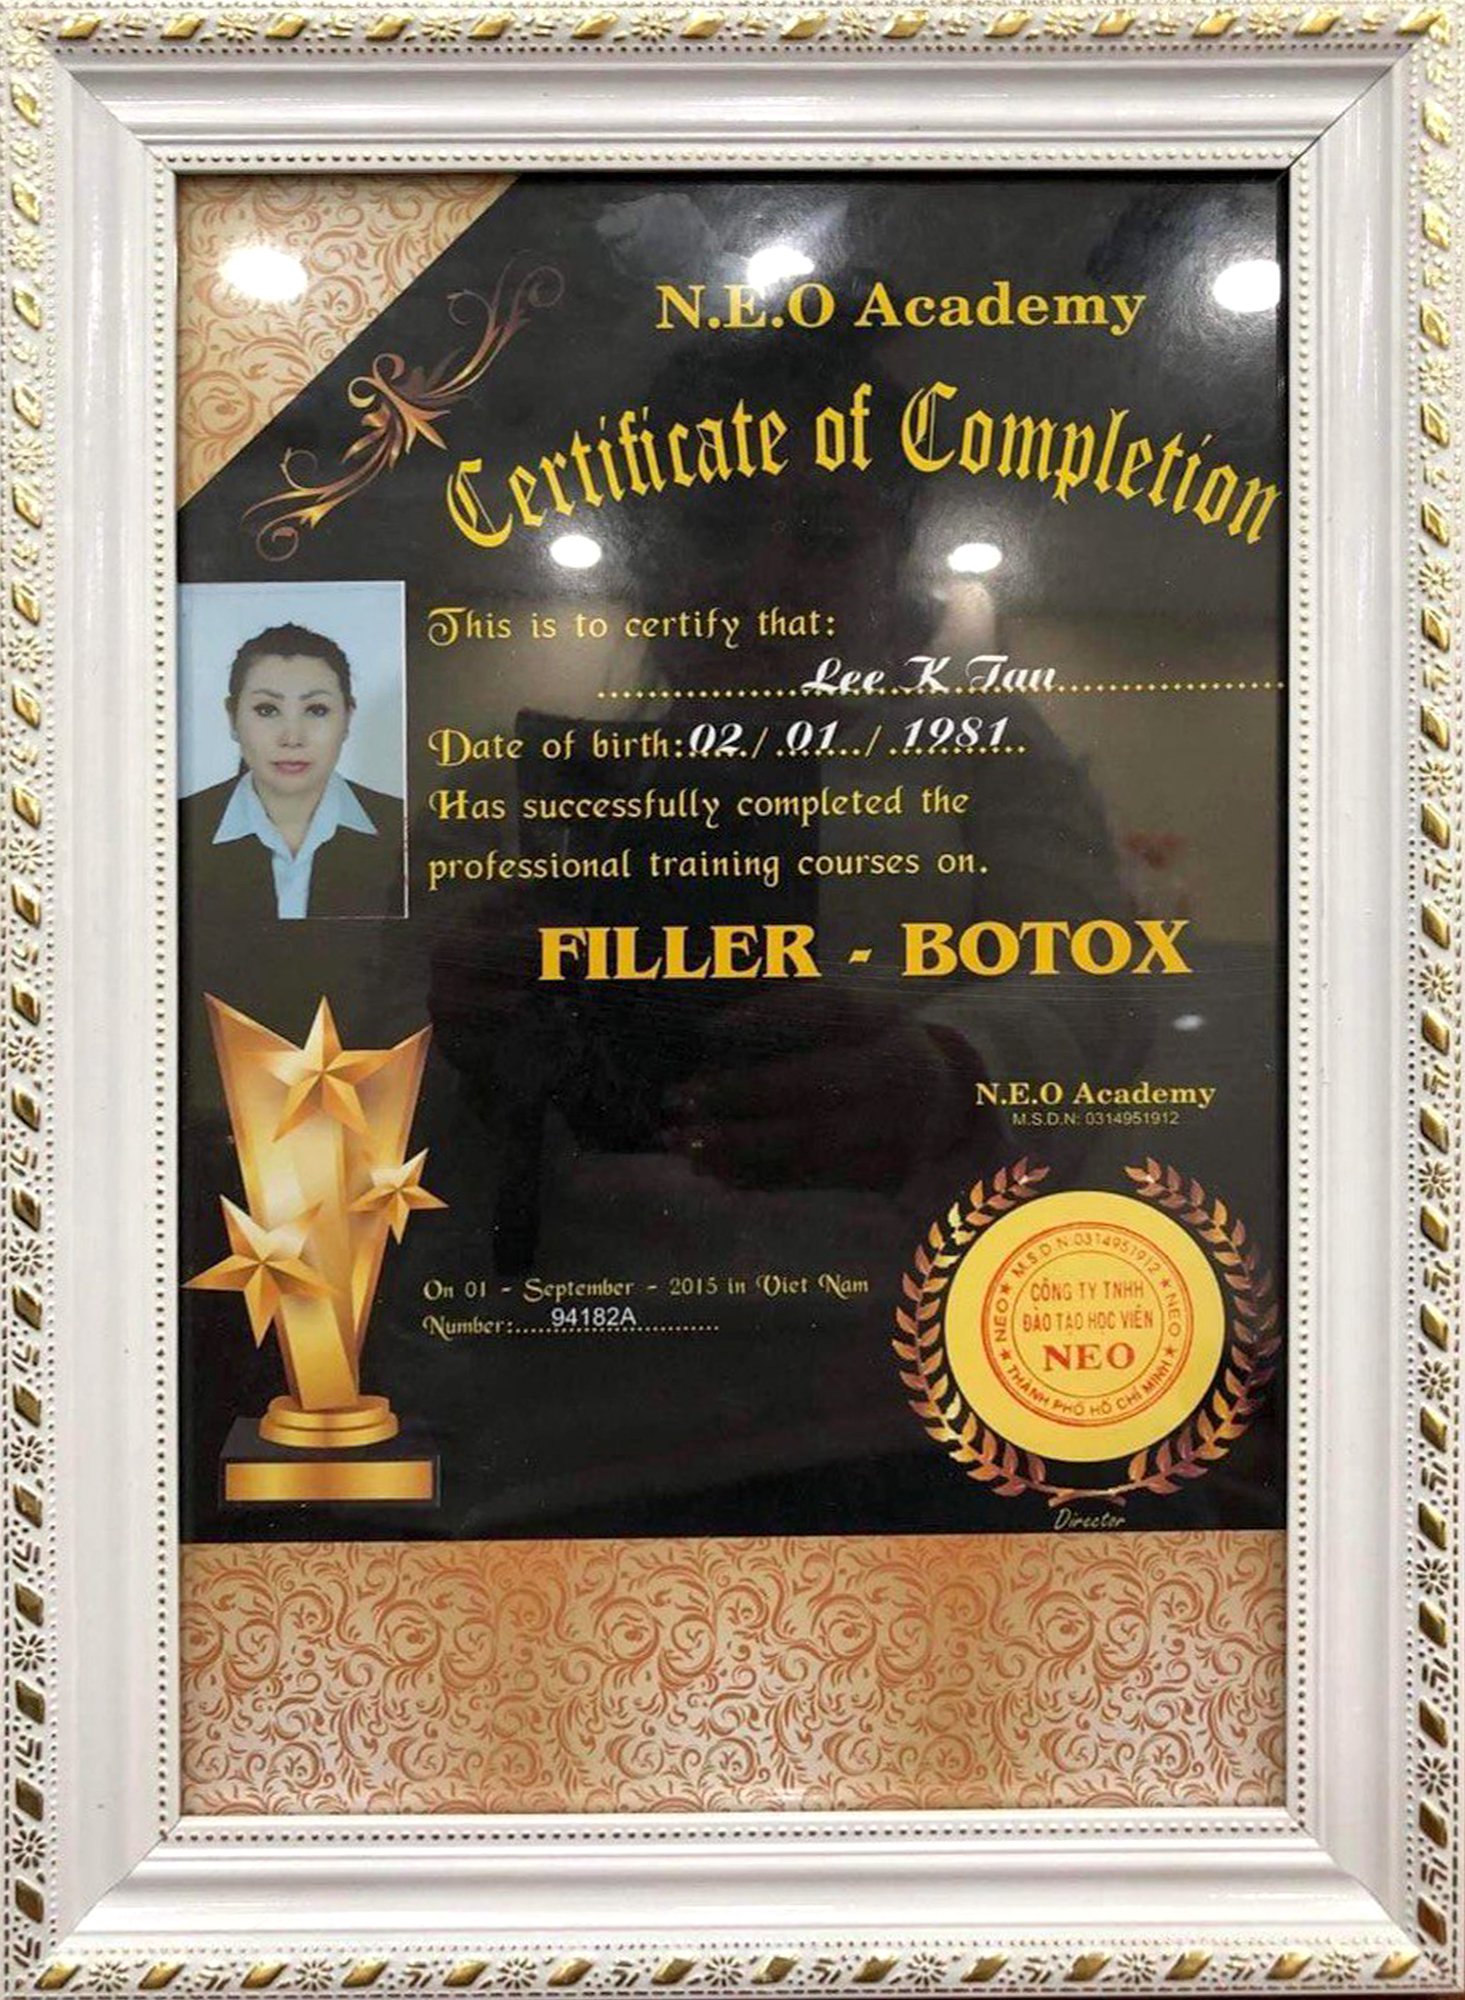 N.E.O Academy
Certificate of Completion
This is to certify that:
Lee K Tan
Date of birth: 02 / 01 / 1981
Has successfully completed the
professional training courses on.
FILLER - BOTOX
N.E.O Academy
M.S.D.N: 0314951912
On 01 - September - 2015 in Viet Nam
Number: 94182A
M.S.D.N:0314951912
CÔNG TY TNHH
ĐÀO TẠO HỌC VIÊN
NEO
★ NEO ★ NEO ★
THÀNH PHỐ HỒ CHÍ MINH
Director